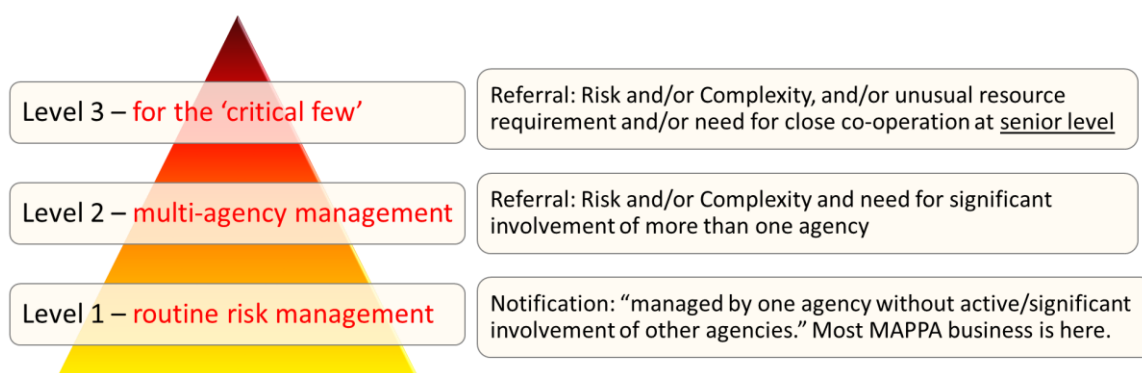 Level 3 – for the ‘critical few’
Referral: Risk and/or Complexity, and/or unusual resource
requirement and/or need for close co-operation at senior level
Level 2 – multi-agency management
Referral: Risk and/or Complexity and need for significant
involvement of more than one agency
Level 1 – routine risk management
Notification: “managed by one agency without active/significant
involvement of other agencies.” Most MAPPA business is here.